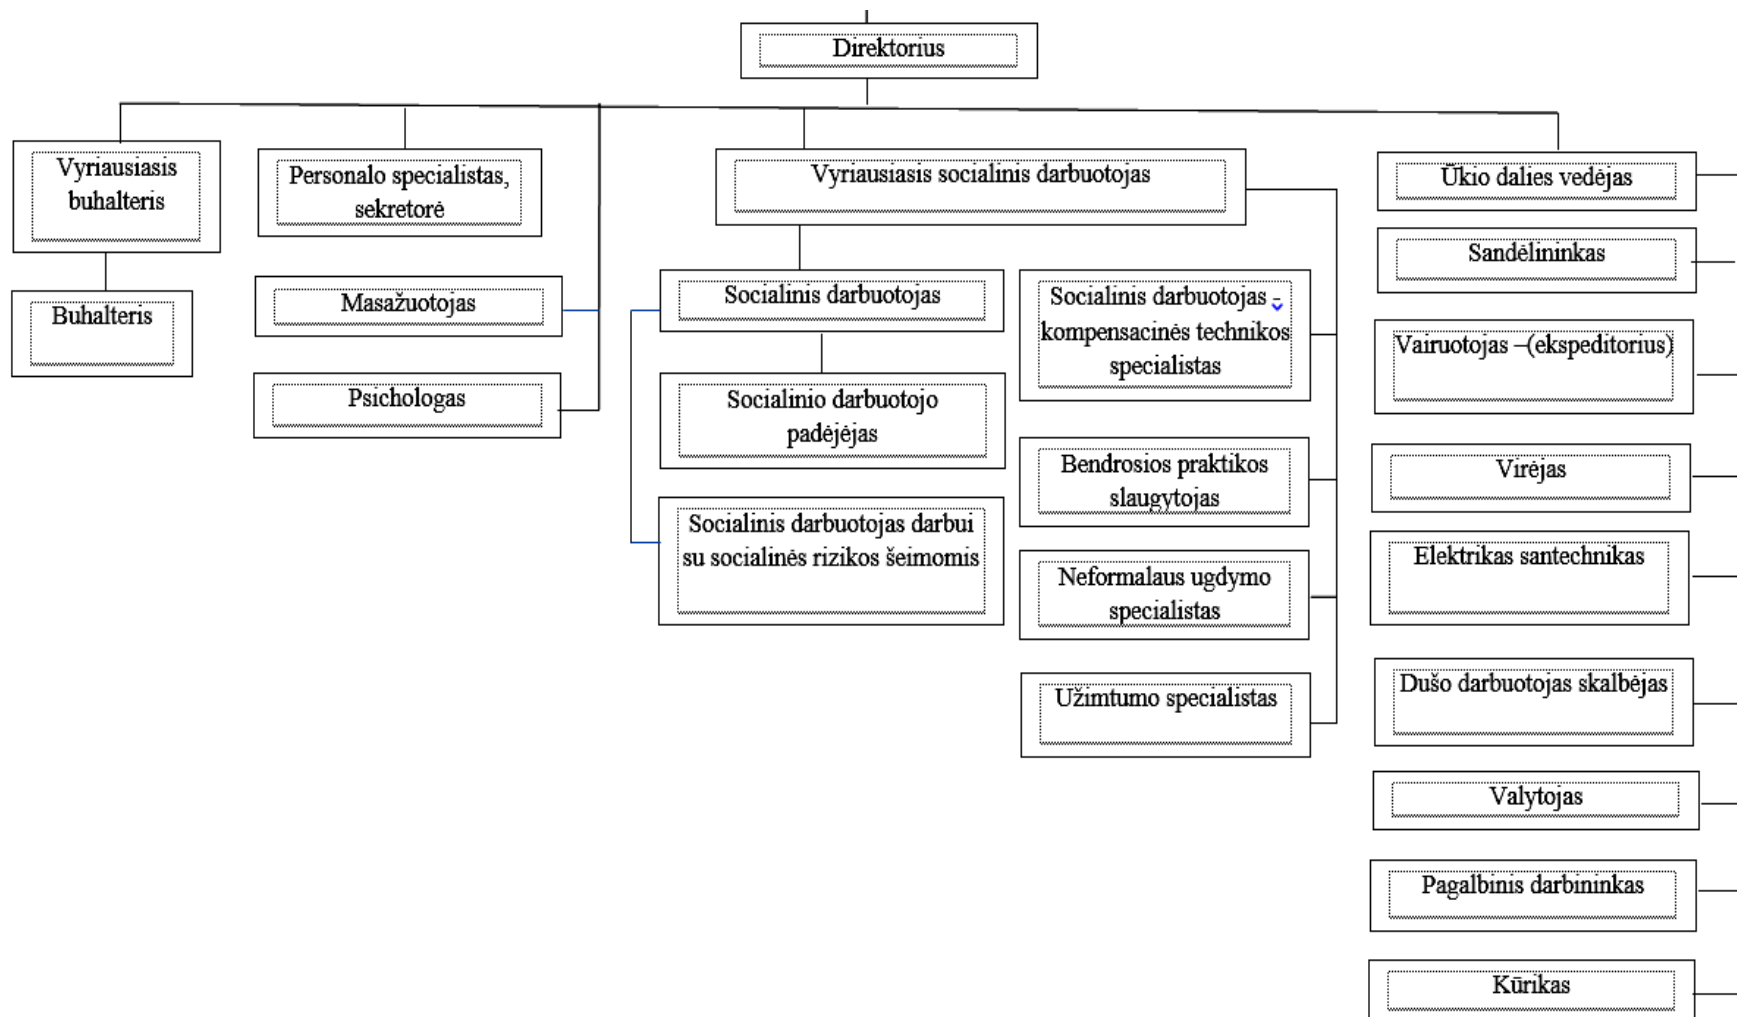 Direktorius
Vyriausiasis
buhalteris
Buhalteris
Personalo specialistas,
sekretorė
Masažuotojas
Psichologas
Vyriausiasis socialinis darbuotojas
Socialinis darbuotojas
Socialinio darbuotojo
padėjėjas
Socialinis darbuotojas darbui
su socialinės rizikos šeimomis
Socialinis darbuotojas -
kompensacinės technikos
specialistas
Bendrosios praktikos
slaugytojas
Neformalaus ugdymo
specialistas
Užimtumo specialistas
Ūkio dalies vedėjas
Sandėlininkas
Vairuotojas –(ekspeditorius)
Virėjas
Elektrikas santechnikas
Dušo darbuotojas skalbėjas
Valytojas
Pagalbinis darbininkas
Kūrikas